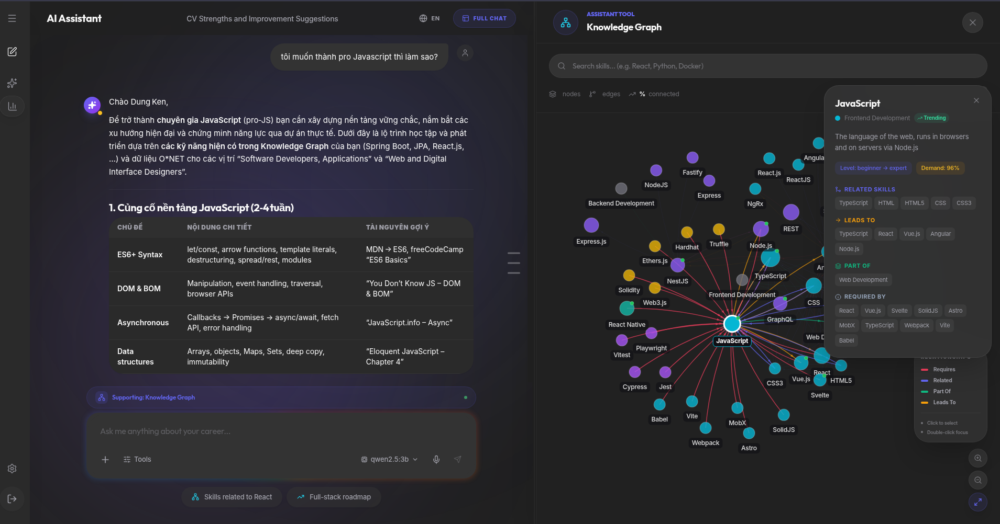 AI Assistant
CV Strengths and Improvement Suggestions
EN
FULL CHAT
tôi muốn thành pro Javascript thì làm sao?
Chào Dung Ken,
Để trở thành chuyên gia JavaScript (pro-JS) bạn cần xây dựng nền tảng vững chắc, nắm bắt các
xu hướng hiện đại và chứng minh năng lực qua dự án thực tế. Dưới đây là lộ trình học tập và phát
triển dựa trên các kỹ năng hiện có trong Knowledge Graph của bạn (Spring Boot, JPA, React.js,
...) và dữ liệu O*NET cho các vị trí “Software Developers, Applications” và “Web and Digital
Interface Designers”.
1. Củng cố nền tảng JavaScript (2-4 tuần)
CHỦ ĐỀ
NỘI DUNG CHI TIẾT
TÀI NGUYÊN GỢI Ý
ES6+ Syntax
let/const, arrow functions, template literals,
destructuring, spread/rest, modules
MDN → ES6, freeCodeCamp
“ES6 Basics”
DOM & BOM
Manipulation, event handling, traversal,
browser APIs
“You Don’t Know JS – DOM
& BOM”
Asynchronous
Callbacks → Promises → async/await, fetch
API, error handling
“JavaScript.info – Async”
Data
structures
Arrays, objects, Maps, Sets, deep copy,
immutability
“Eloquent JavaScript –
Chapter 4”
Supporting: Knowledge Graph
Ask me anything about your career...
Tools
qwen2.5:3b
Skills related to React
Full-stack roadmap
ASSISTANT TOOL
Knowledge Graph
Search skills... (e.g. React, Python, Docker)
nodes
edges
% connected
Angula
Fastify
React.js
ReactJS
NodeJS
Express
Backend Development
NgRx
REST
Express.js
Hardhat
Truffle
Node.js
Ethers.js
An
TypeScript
NestJS
Solidity
Frontend Development
Web3.js
CSS
GraphQL
React Native
Web D
JavaScript
Playwright
Vitest
React
Vue.js
HTML5
CSS3
Cypress
Jest
Svelte
Babel
Vite
MbX
SolidJS
Webpack
Astro
JavaScript
Frontend Development
Trending
The language of the web, runs in browsers
and on servers via Node.js
Level: beginner → expert
Demand: 96%
RELATED SKILLS
TypeScript
HTML
HTML5
CSS
CSS3
LEADS TO
TypeScript
React
Vue.js
Angular
Node.js
PART OF
Web Development
REQUIRED BY
React
Vue.js
Svelte
SolidJS
Astro
MobX
TypeScript
Webpack
Vite
Babel
Requires
Related
Part Of
Leads To
Click to select
Double-click focus